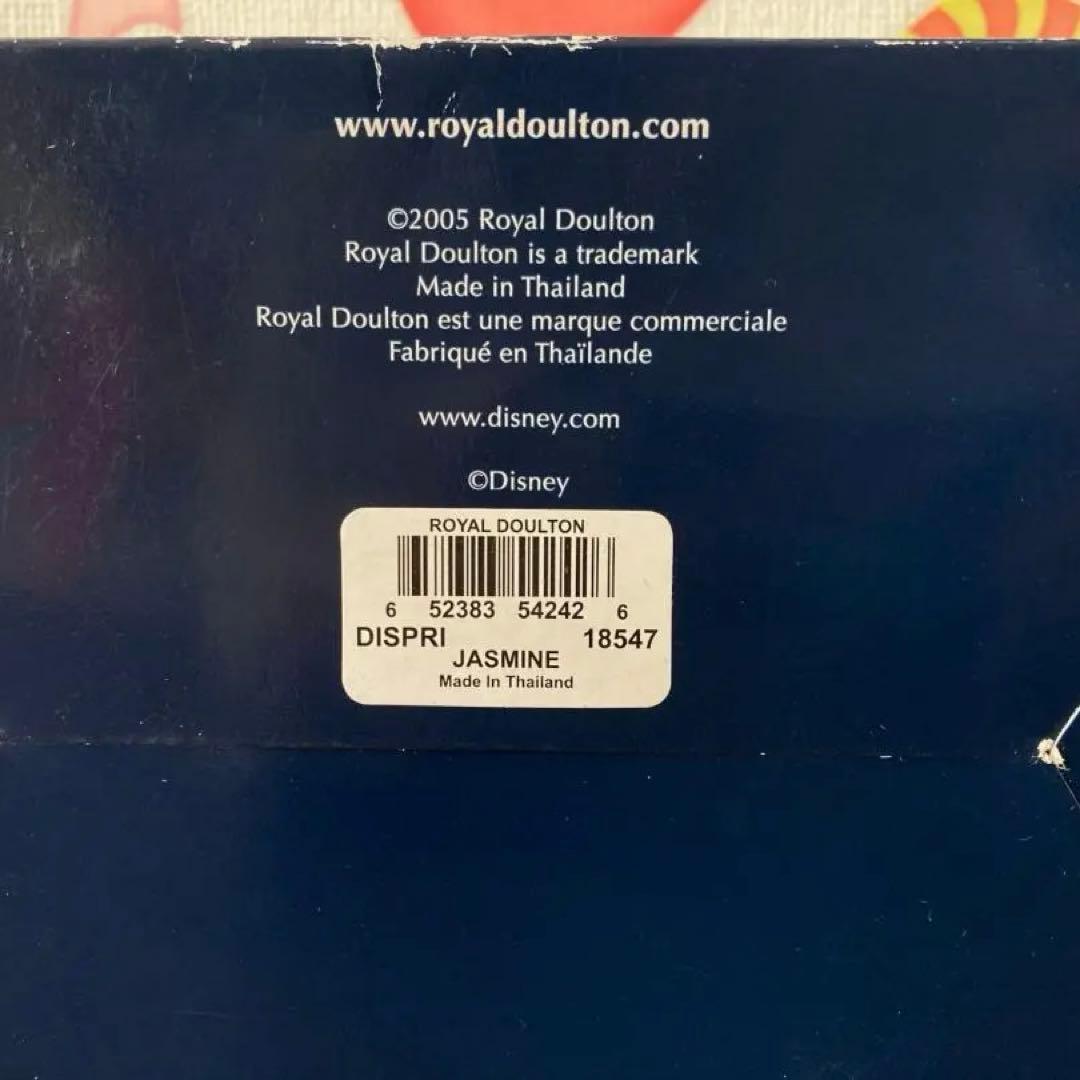 www.royaldoulton.com
©2005 Royal Doulton
Royal Doulton is a trademark
Made in Thailand
Royal Doulton est une marque commerciale
Fabriqué en Thaïlande
www.disney.com
©Disney
ROYAL DOULTON
6 52383 54242 6
DISPRI 18547
JASMINE
Made In Thailand